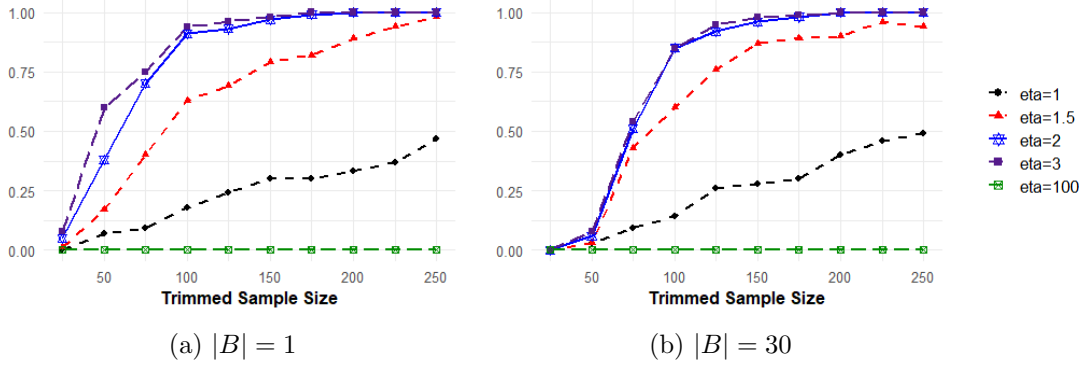 1.00
0.75
0.50
0.25
0.00
50 100 150 200 250
Trimmed Sample Size
(a) |B| = 1
1.00
0.75
0.50
0.25
0.00
50 100 150 200 250
Trimmed Sample Size
(b) |B| = 30
eta=1
eta=1.5
eta=2
eta=3
eta=100